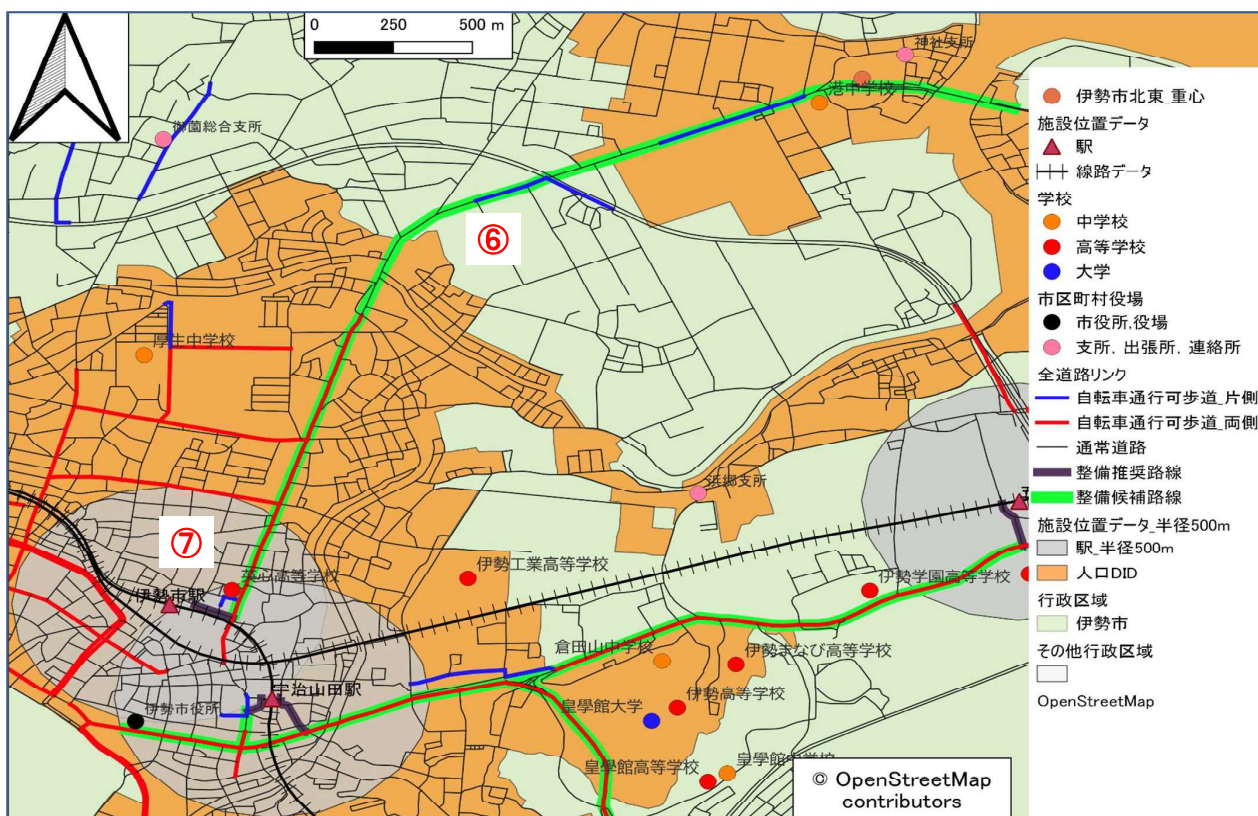 0 250 500 m
神社支所
港中学校
御薗総合支所
⑥
厚生中学校
浜郷支所
⑦
英心高等学校
伊勢市駅
伊勢工業高等学校
伊勢学園高等学校
倉田山中学校
伊勢まなび高等学校
宇治山田駅
伊勢市役所
伊勢高等学校
皇學館大学
皇學館高等学校
皇學館中学校
© OpenStreetMap
contributors
伊勢市北東_重心
施設位置データ
駅
線路データ
学校
中学校
高等学校
大学
市区町村役場
市役所,役場
支所, 出張所, 連絡所
全道路リンク
自転車通行可歩道_片側
自転車通行可歩道_両側
通常道路
整備推奨路線
整備候補路線
施設位置データ_半径500m
駅_半径500m
人口DID
行政区域
伊勢市
その他行政区域
OpenStreetMap